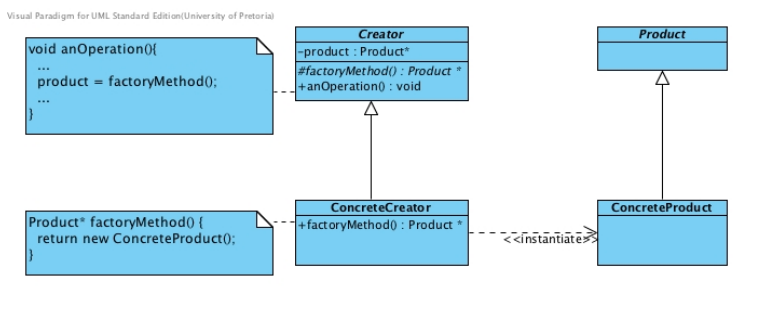 Visual Paradigm for UML Standard Edition(University of Pretoria)
void anOperation(){
...
product = factoryMethod();
...
}
Creator
-product : Product*
#factoryMethod() : Product *
+anOperation() : void
Product
Product* factoryMethod() {
return new ConcreteProduct();
}
ConcreteCreator
+factoryMethod() : Product *
<<instantiate>>
ConcreteProduct